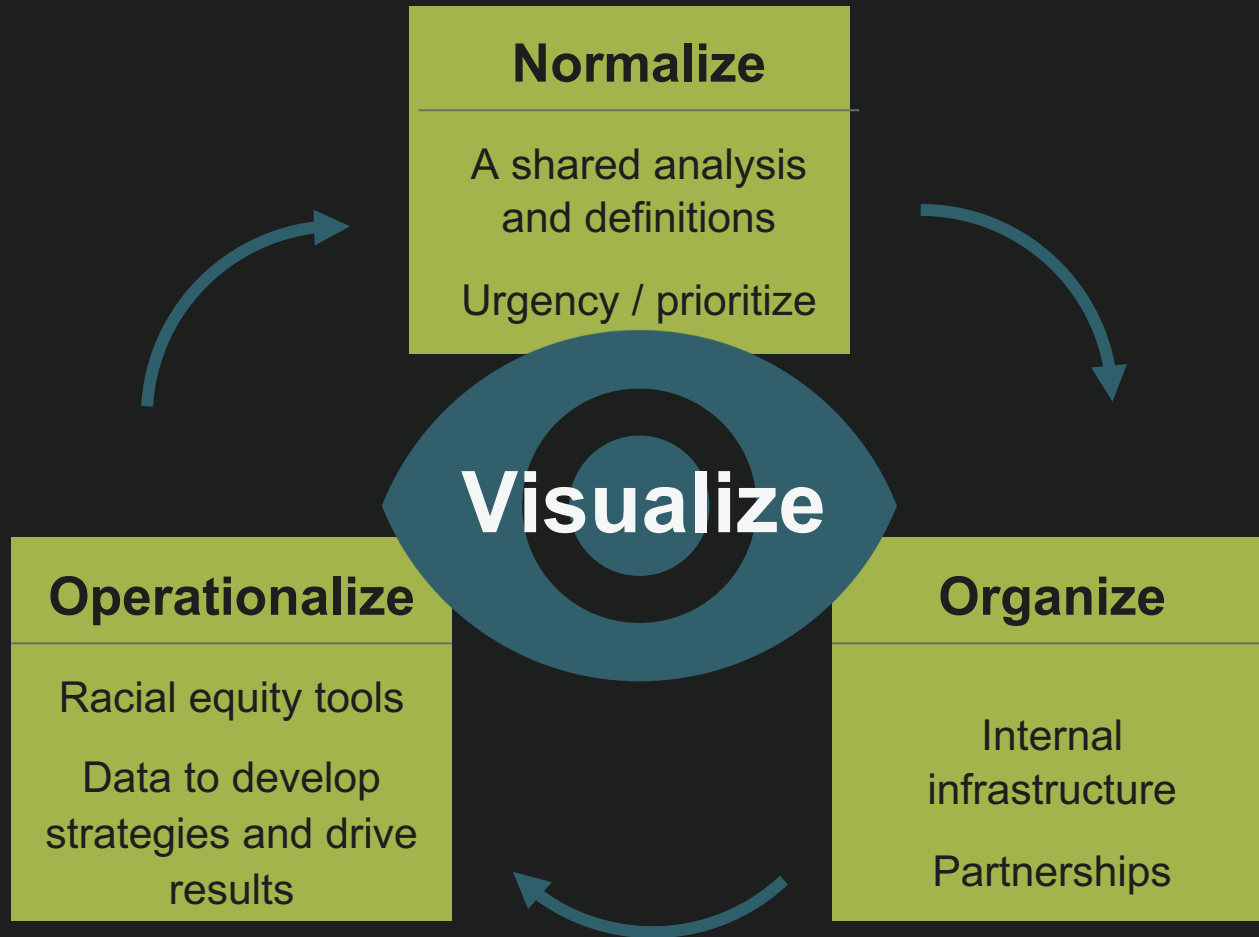 Normalize
A shared analysis
and definitions
Urgency / prioritize
Visualize
Operationalize
Racial equity tools
Data to develop
strategies and drive
results
Organize
Internal
infrastructure
Partnerships